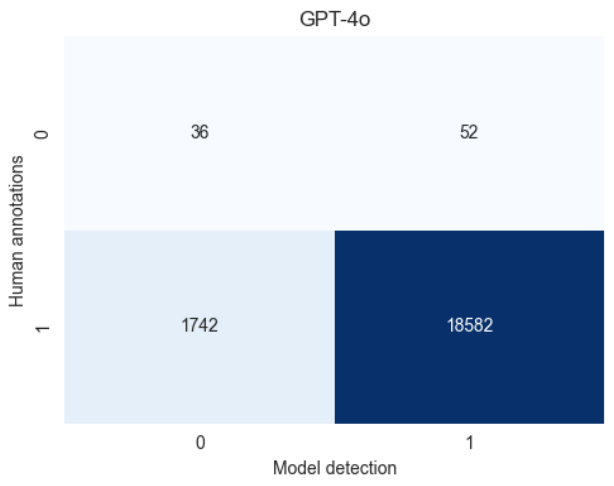 GPT-4o
36 52
0
Human annotations
1742 18582
1
0 1
Model detection